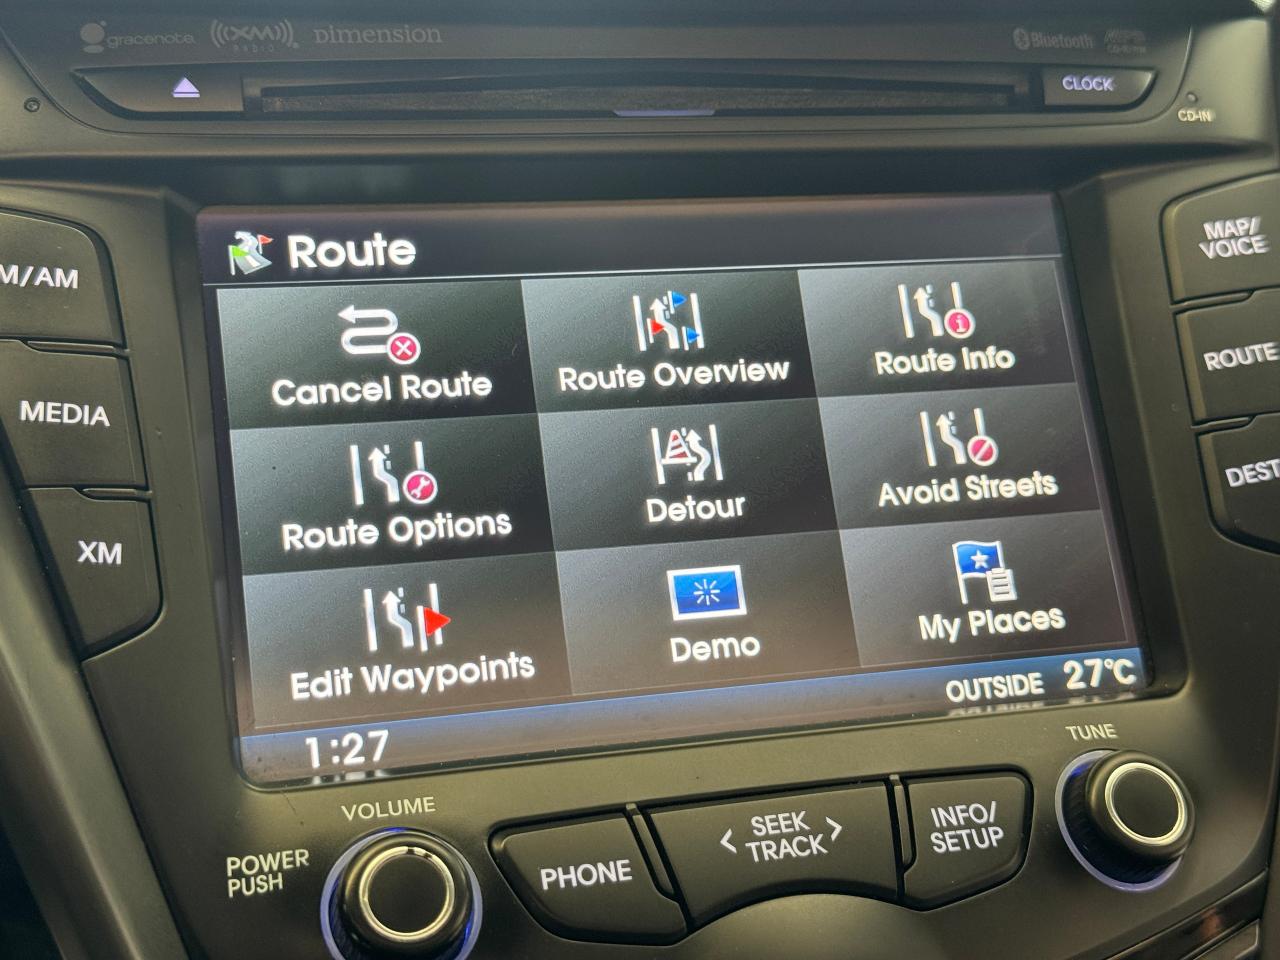 gracenote
XM
RADIO
Dimension
Bluetooth
CLOCK
CD-IN
M/AM
MEDIA
XM
Route
Cancel Route
Route Overview
Route Info
Route Options
Detour
Avoid Streets
Edit Waypoints
Demo
My Places
1:27
OUTSIDE 27°C
MAP/
VOICE
ROUTE
DEST
VOLUME
POWER
PUSH
PHONE
< SEEK
TRACK >
INFO/
SETUP
TUNE